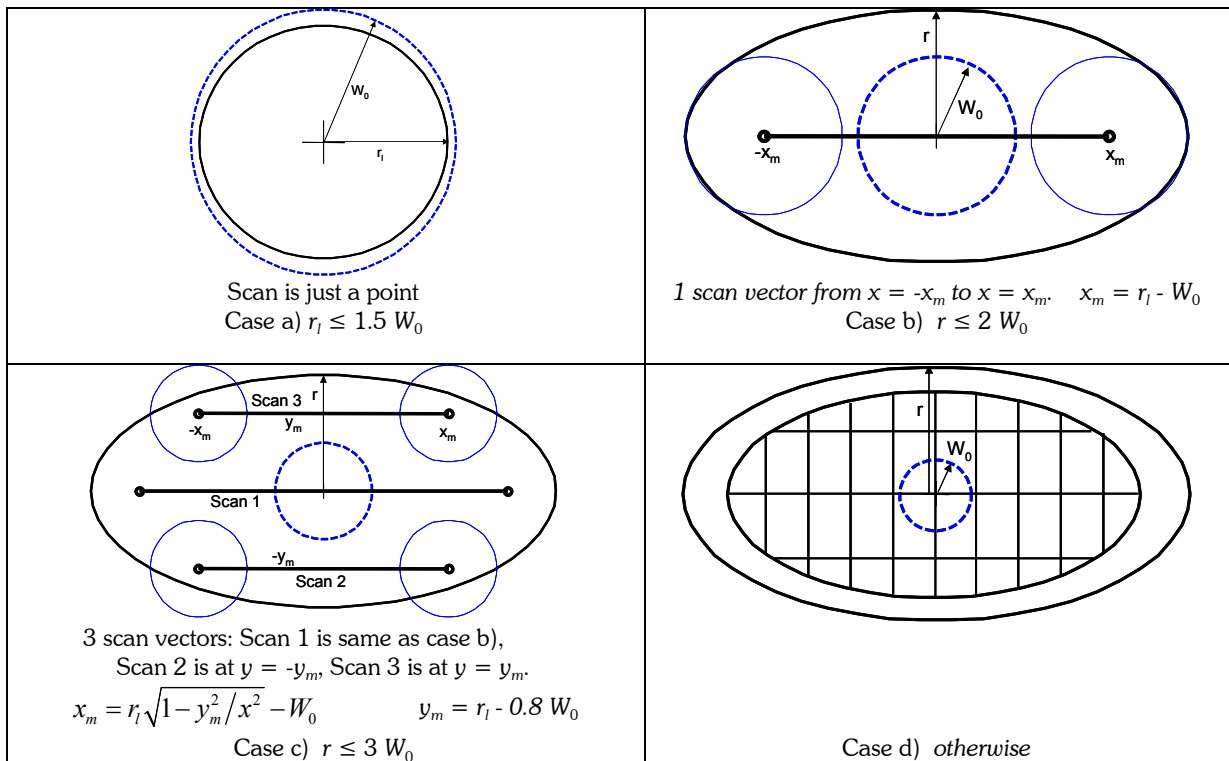 W₀
rₗ
Scan is just a point
Case a) rₗ ≤ 1.5 W₀
r
W₀
-xₘ
xₘ
1 scan vector from x = -xₘ to x = xₘ. xₘ = rₗ - W₀
Case b) r ≤ 2 W₀
r
Scan 3
-xₘ
yₘ
xₘ
Scan 1
-yₘ
Scan 2
3 scan vectors: Scan 1 is same as case b),
Scan 2 is at y = -yₘ, Scan 3 is at y = yₘ.
xₘ = rₗ√(1 − yₘ²/x²) − W₀ yₘ = rₗ - 0.8 W₀
Case c) r ≤ 3 W₀
r
W₀
Case d) otherwise